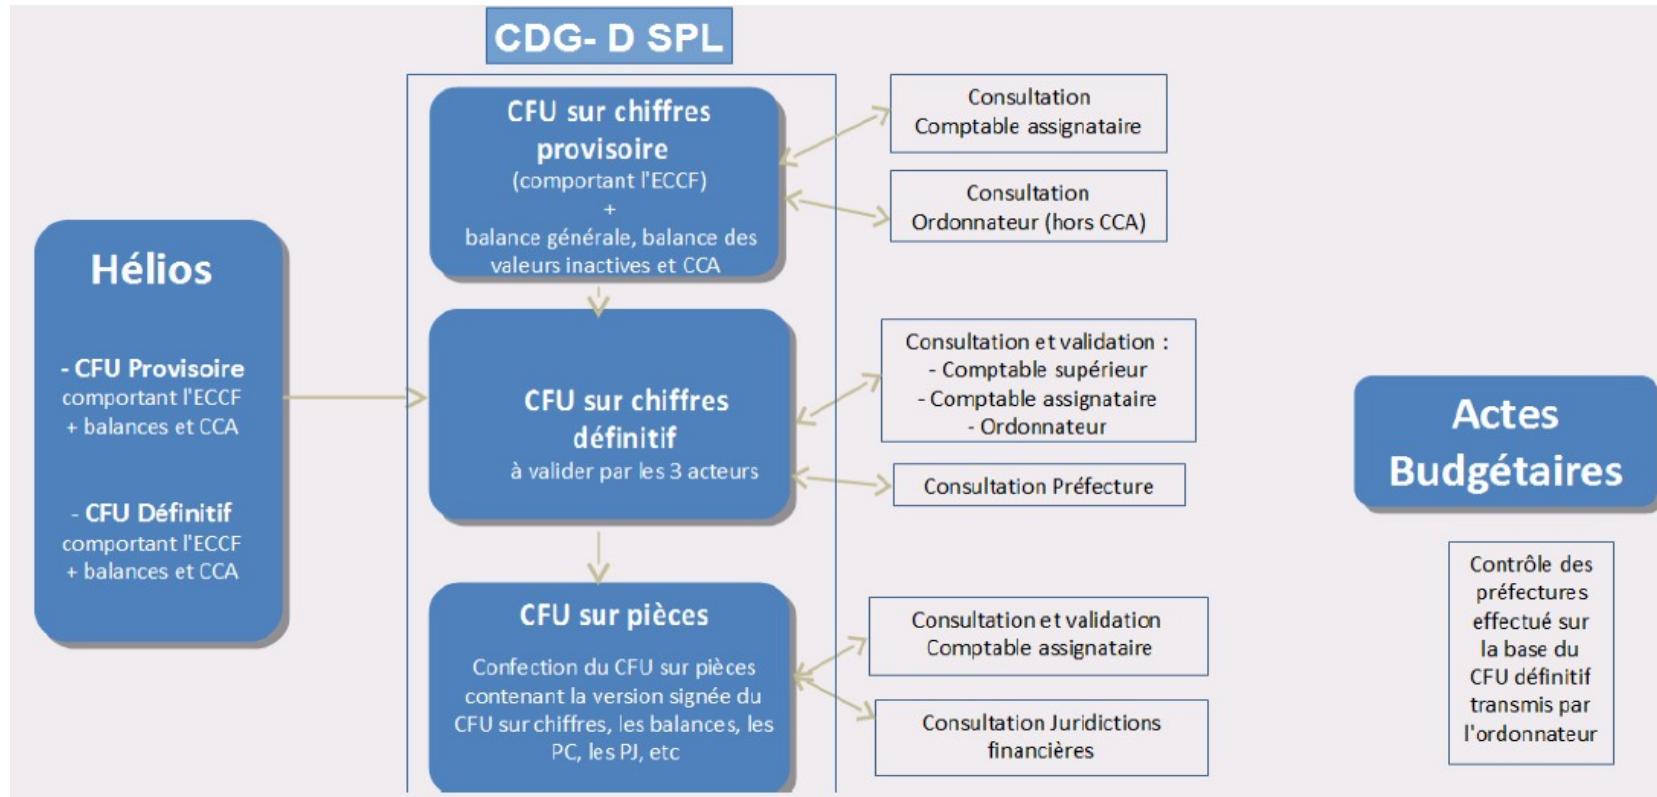 CDG- D SPL
Hélios
- CFU Provisoire
comportant l'ECCF
+ balances et CCA
- CFU Définitif
comportant l'ECCF
+ balances et CCA
CFU sur chiffres
provisoire
(comportant l'ECCF)
+
balance générale, balance des
valeurs inactives et CCA
CFU sur chiffres
définitif
à valider par les 3 acteurs
CFU sur pièces
Confection du CFU sur pièces
contenant la version signée du
CFU sur chiffres, les balances, les
PC, les PJ, etc
Consultation
Comptable assignataire
Consultation
Ordonnateur (hors CCA)
Consultation et validation :
- Comptable supérieur
- Comptable assignataire
- Ordonnateur
Consultation Préfecture
Consultation et validation
Comptable assignataire
Consultation Juridictions
financières
Actes
Budgétaires
Contrôle des
préfectures
effectué sur
la base du
CFU définitif
transmis par
l'ordonnateur